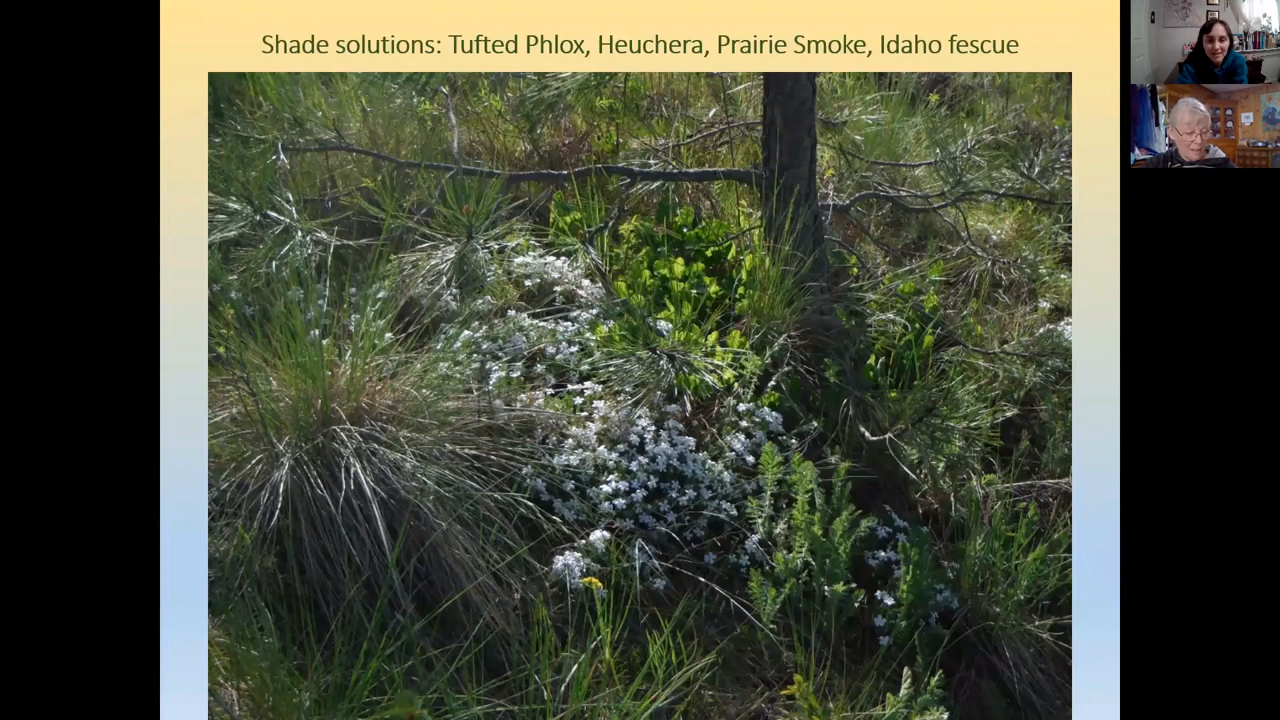 Shade solutions: Tufted Phlox, Heuchera, Prairie Smoke, Idaho fescue